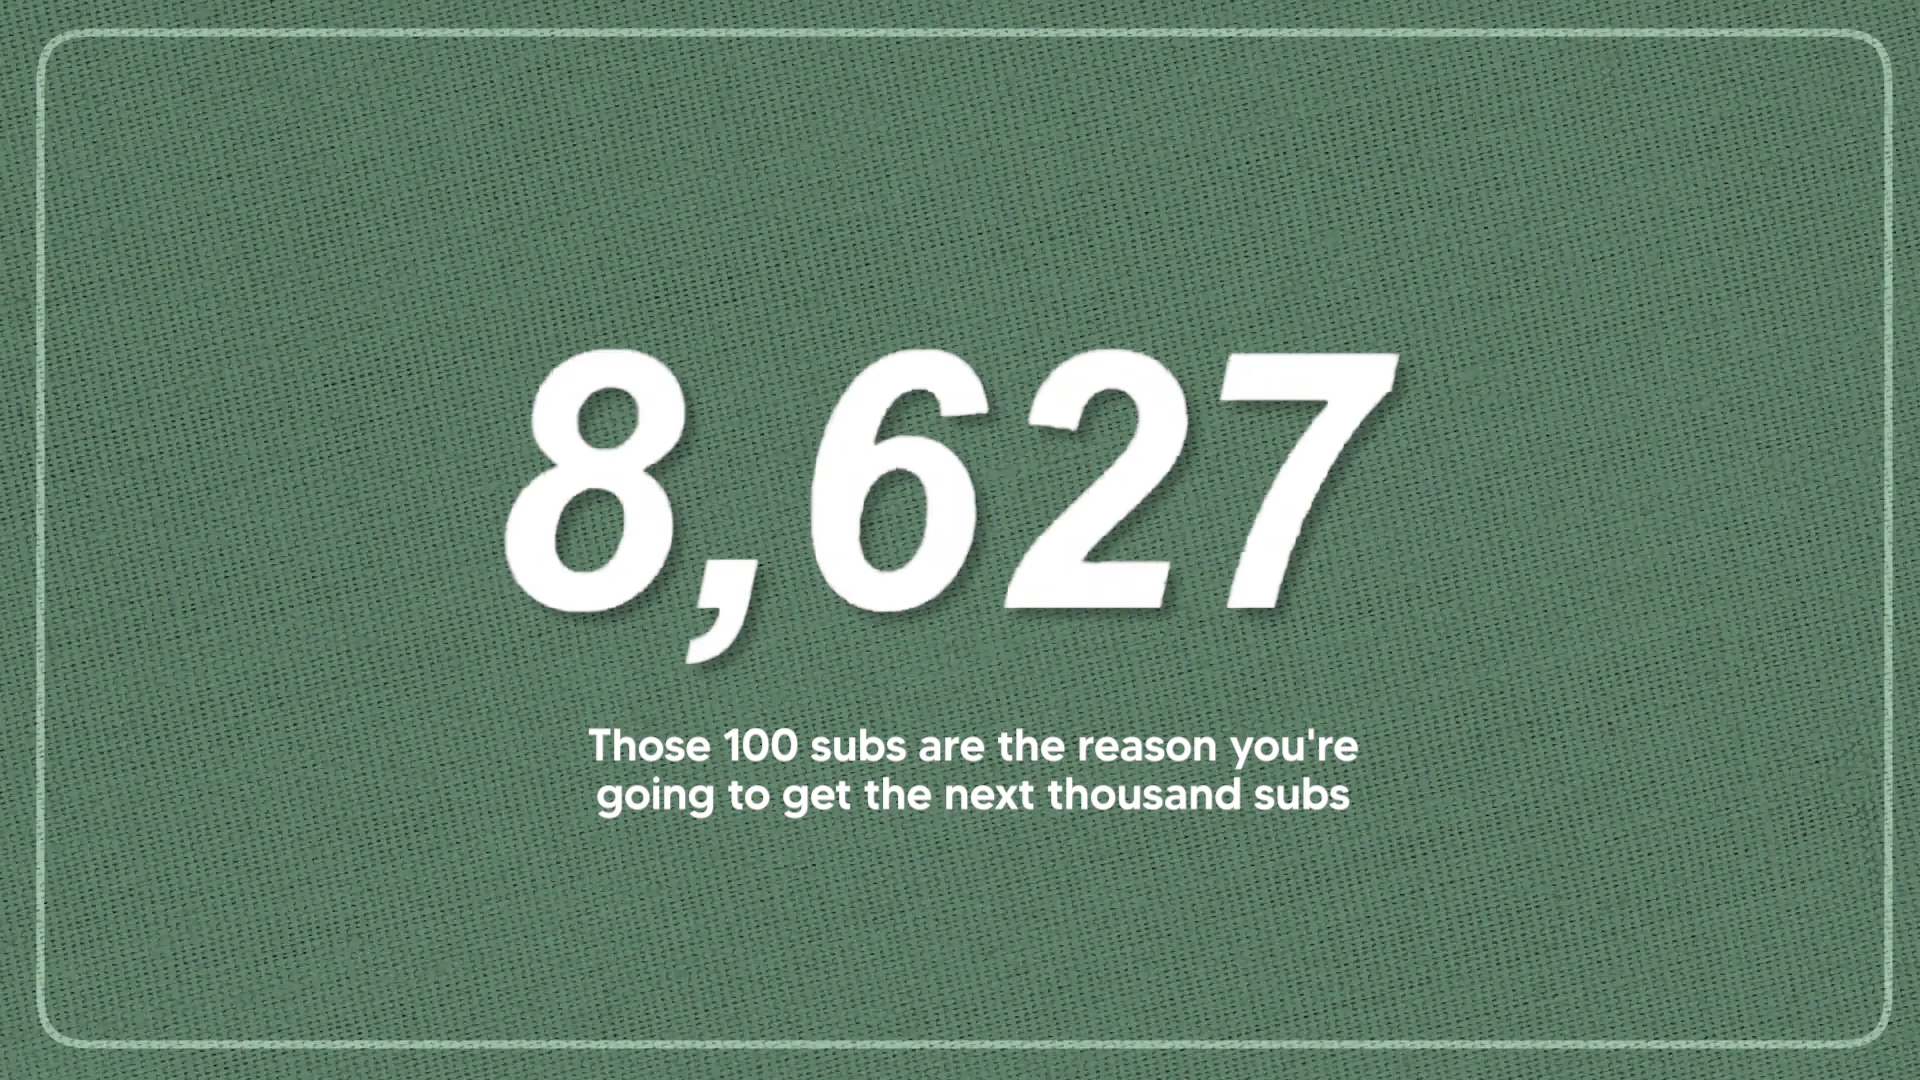 8,627
Those 100 subs are the reason you're
going to get the next thousand subs